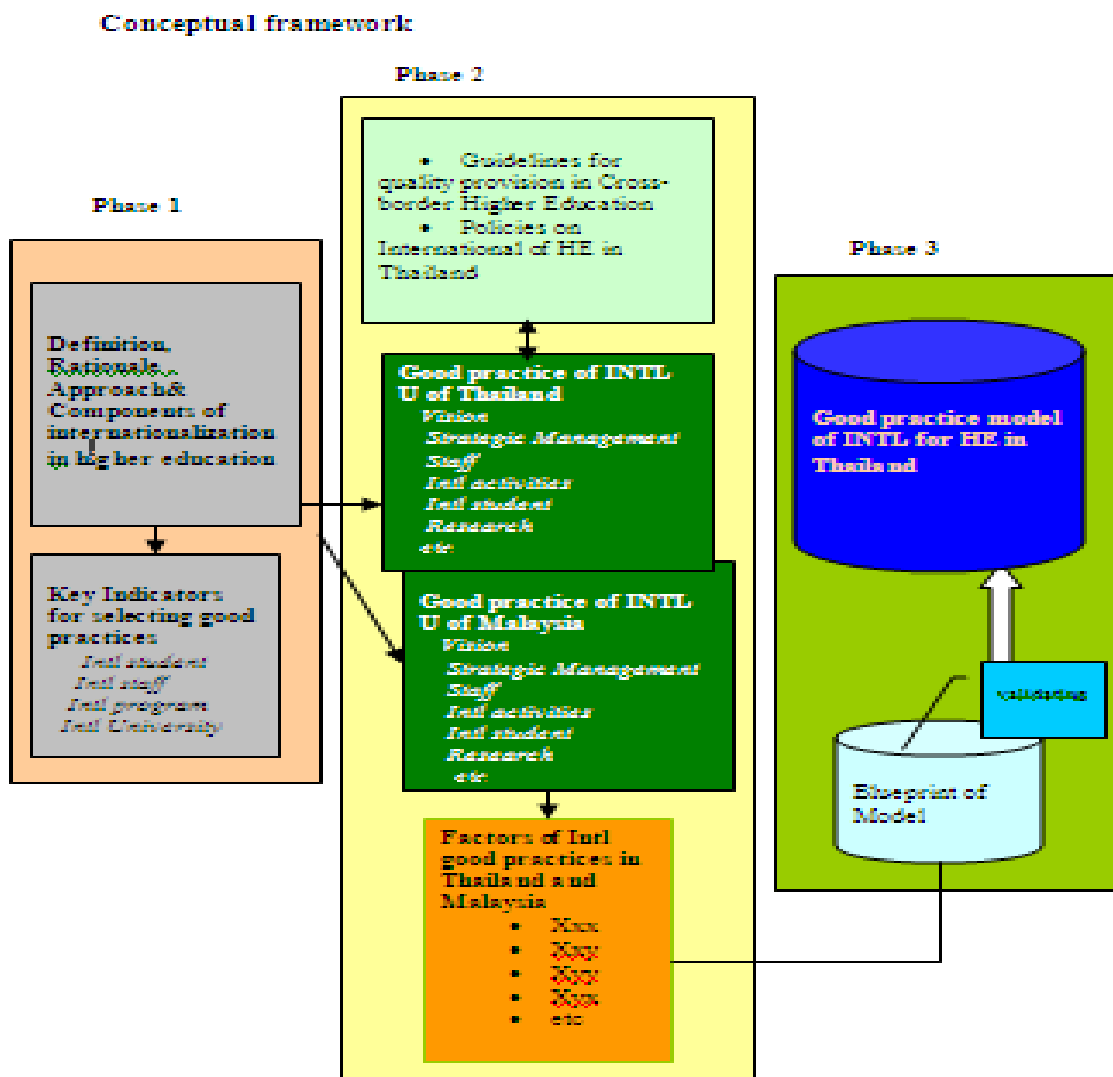 Conceptual framework
Phase 1
Definition,
Rationale,
Approach&
Components of
internationalization
in higher education
Key Indicators
for selecting good
practices
Intl student
Intl staff
Intl program
Intl University
Phase 2
• Guidelines for
quality provision in Cross-
border Higher Education
• Policies on
International of HE in
Thailand
Good practice of INTL
U of Thailand
Vision
Strategic Management
Staff
Intl activities
Intl student
Research
etc
Good practice of INTL
U of Malaysia
Vision
Strategic Management
Staff
Intl activities
Intl student
Research
etc
Factors of Intl
good practices in
Thailand and
Malaysia
• Xxx
• Xxy
• Xyy
• Xyx
• etc
Phase 3
Good practice model
of INTL for HE in
Thailand
Blueprint of
Model